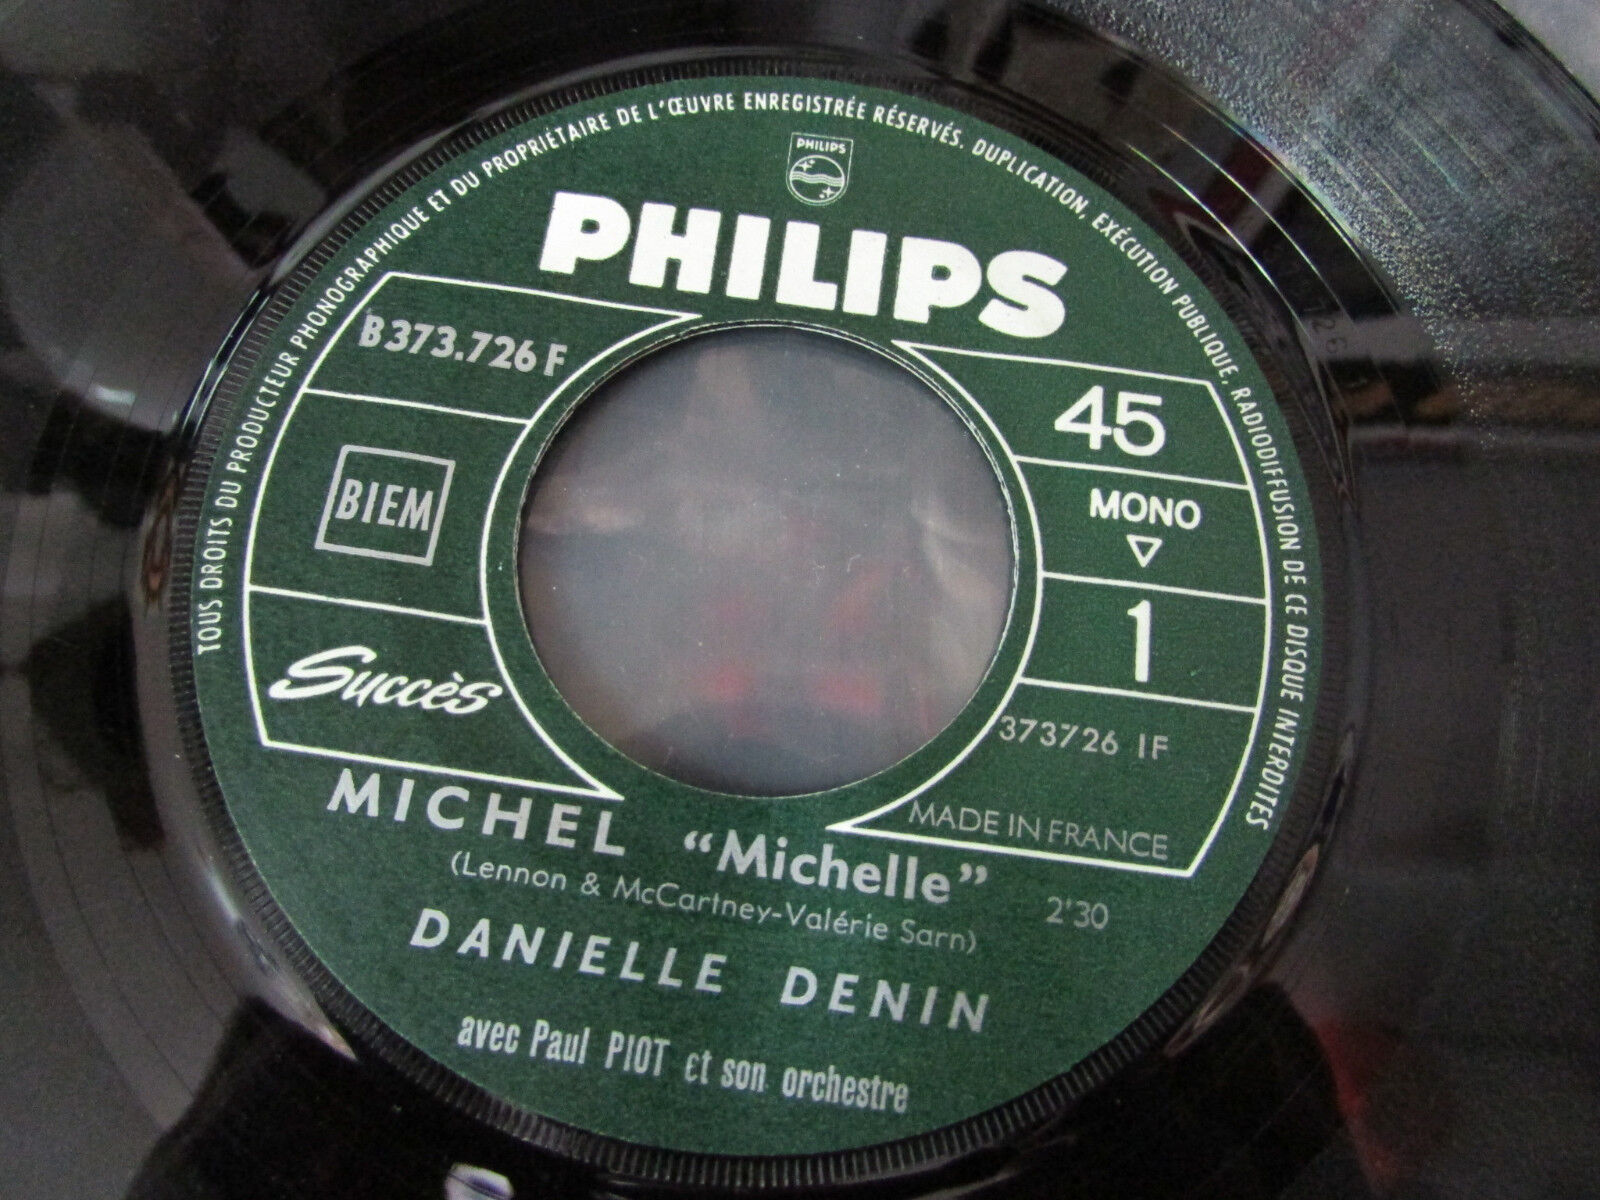 TOUS DROITS DU PRODUCTEUR PHONOGRAPHIQUE ET DU PROPRIÉTAIRE DE L'ŒUVRE ENREGISTRÉE RÉSERVÉS. DUPLICATION, EXÉCUTION PUBLIQUE, RADIODIFFUSION DE CE DISQUE INTERDITES
PHILIPS
PHILIPS
B 373.726 F
BIEM
Succès
45
MONO
1
373726 1F
MADE IN FRANCE
MICHEL "Michelle" 2'30
(Lennon & McCartney-Valérie Sarn)
DANIELLE DENIN
avec Paul PIOT et son orchestre